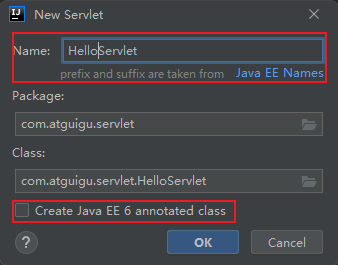 New Servlet
Name: HelloServlet
prefix and suffix are taken from Java EE Names
Package:
com.atguigu.servlet
Class:
com.atguigu.servlet.HelloServlet
Create Java EE 6 annotated class
? OK Cancel